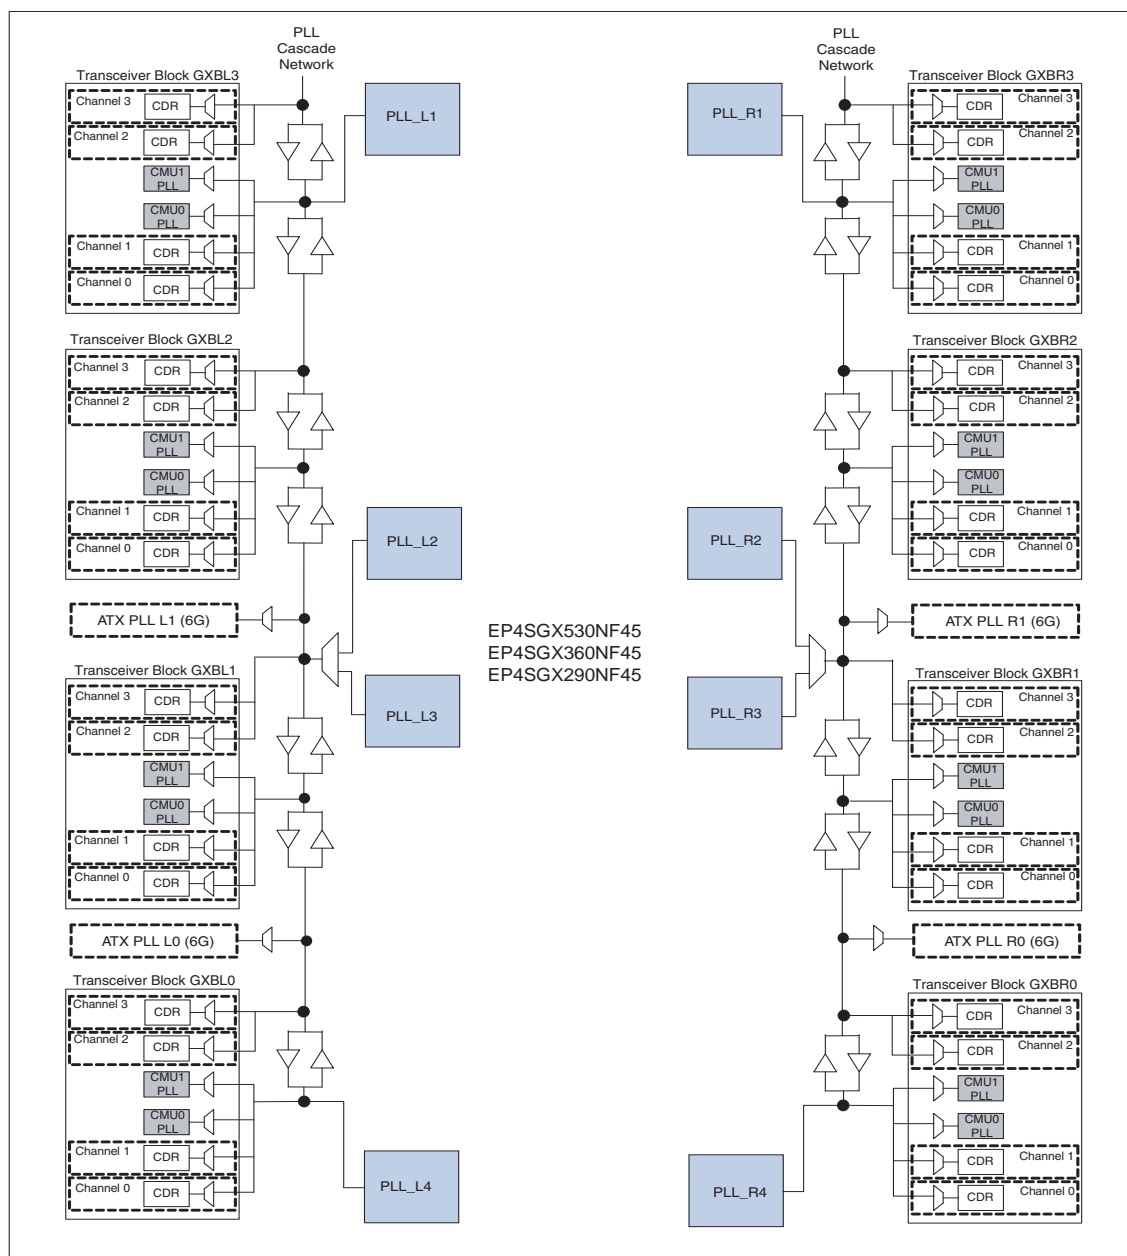 PLL
Cascade
Network
Transceiver Block GXBL3
Channel 3
CDR
Channel 2
CDR
CMU1
PLL
CMU0
PLL
Channel 1
CDR
Channel 0
CDR
PLL_L1
Transceiver Block GXBL2
Channel 3
CDR
Channel 2
CDR
CMU1
PLL
CMU0
PLL
Channel 1
CDR
Channel 0
CDR
PLL_L2
ATX PLL L1 (6G)
Transceiver Block GXBL1
Channel 3
CDR
Channel 2
CDR
CMU1
PLL
CMU0
PLL
Channel 1
CDR
Channel 0
CDR
PLL_L3
ATX PLL L0 (6G)
Transceiver Block GXBL0
Channel 3
CDR
Channel 2
CDR
CMU1
PLL
CMU0
PLL
Channel 1
CDR
Channel 0
CDR
PLL_L4
EP4SGX530NF45
EP4SGX360NF45
EP4SGX290NF45
PLL
Cascade
Network
PLL_R1
Transceiver Block GXBR3
Channel 3
CDR
Channel 2
CDR
CMU1
PLL
CMU0
PLL
Channel 1
CDR
Channel 0
CDR
Transceiver Block GXBR2
Channel 3
CDR
Channel 2
CDR
CMU1
PLL
CMU0
PLL
Channel 1
CDR
Channel 0
CDR
PLL_R2
ATX PLL R1 (6G)
PLL_R3
Transceiver Block GXBR1
Channel 3
CDR
Channel 2
CDR
CMU1
PLL
CMU0
PLL
Channel 1
CDR
Channel 0
CDR
ATX PLL R0 (6G)
Transceiver Block GXBR0
Channel 3
CDR
Channel 2
CDR
CMU1
PLL
CMU0
PLL
Channel 1
CDR
Channel 0
CDR
PLL_R4